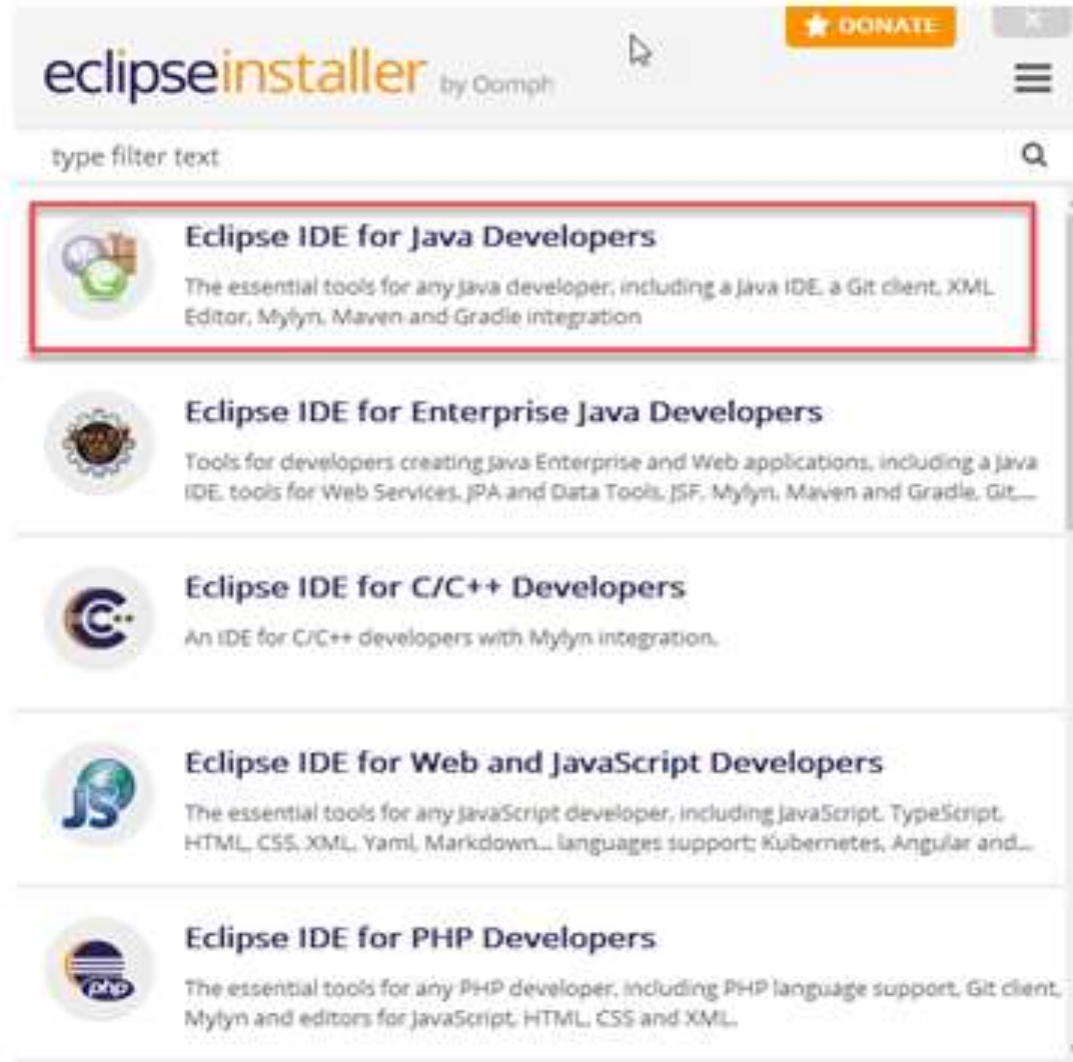 DONATE
eclipseinstaller by Oomph
type filter text
Eclipse IDE for Java Developers
The essential tools for any Java developer, including a Java IDE, a Git client, XML
Editor, Mylyn, Maven and Gradle integration
Eclipse IDE for Enterprise Java Developers
Tools for developers creating Java Enterprise and Web applications, including a Java
IDE, tools for Web Services, JPA and Data Tools, JSF, Mylyn, Maven and Gradle, Git,...
C++
Eclipse IDE for C/C++ Developers
An IDE for C/C++ developers with Mylyn integration.
JS
Eclipse IDE for Web and JavaScript Developers
The essential tools for any JavaScript developer, including JavaScript, TypeScript,
HTML, CSS, XML, Yaml, Markdown... languages support; Kubernetes, Angular and...
php
Eclipse IDE for PHP Developers
The essential tools for any PHP developer, including PHP language support, Git client,
Mylyn and editors for JavaScript, HTML, CSS and XML.